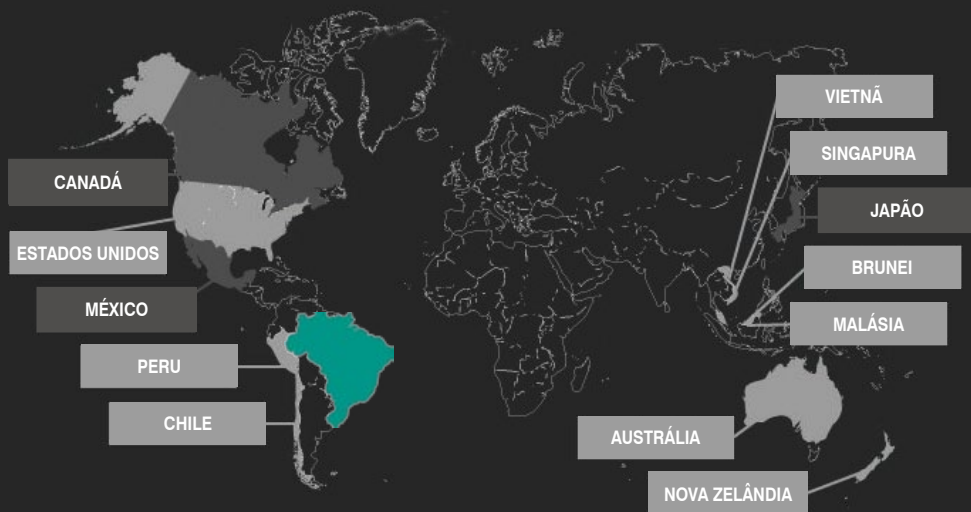 CANADÁ
ESTADOS UNIDOS
MÉXICO
PERU
CHILE
VIETNÃ
SINGAPURA
JAPÃO
BRUNEI
MALÁSIA
AUSTRÁLIA
NOVA ZELÂNDIA